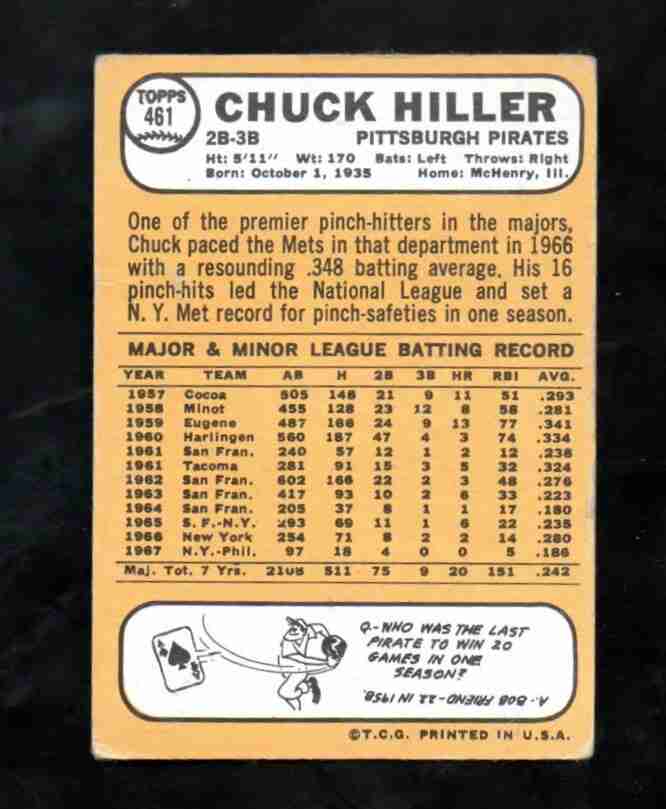 TOPPS
461
CHUCK HILLER
2B-3B PITTSBURGH PIRATES
Ht: 5'11" Wt: 170 Bats: Left Throws: Right
Born: October 1, 1935 Home: McHenry, Ill.
One of the premier pinch-hitters in the majors,
Chuck paced the Mets in that department in 1966
with a resounding .348 batting average. His 16
pinch-hits led the National League and set a
N. Y. Met record for pinch-safeties in one season.
MAJOR & MINOR LEAGUE BATTING RECORD
YEAR TEAM AB H 2B 3B HR RBI AVG.
1957 Cocoa 505 148 21 9 11 51 .293
1958 Minot 455 128 23 12 8 58 .281
1959 Eugene 487 166 24 9 13 77 .341
1960 Harlingen 560 187 47 4 3 74 .334
1961 San Fran. 240 57 12 1 2 12 .238
1961 Tacoma 281 91 15 3 5 32 .324
1962 San Fran. 602 166 22 2 3 48 .276
1963 San Fran. 417 93 10 2 6 33 .223
1964 San Fran. 205 37 8 1 1 17 .180
1965 S. F.-N.Y. 293 69 11 1 6 22 .235
1966 New York 254 71 8 2 2 14 .280
1967 N.Y.-Phil. 97 18 4 0 0 5 .186
Maj. Tot. 7 Yrs. 2108 511 75 9 20 151 .242
Q.-WHO WAS THE LAST
PIRATE TO WIN 20
GAMES IN ONE
SEASON?
A.- BOB FRIEND-22 IN 1958.
©T.C.G. PRINTED IN U.S.A.